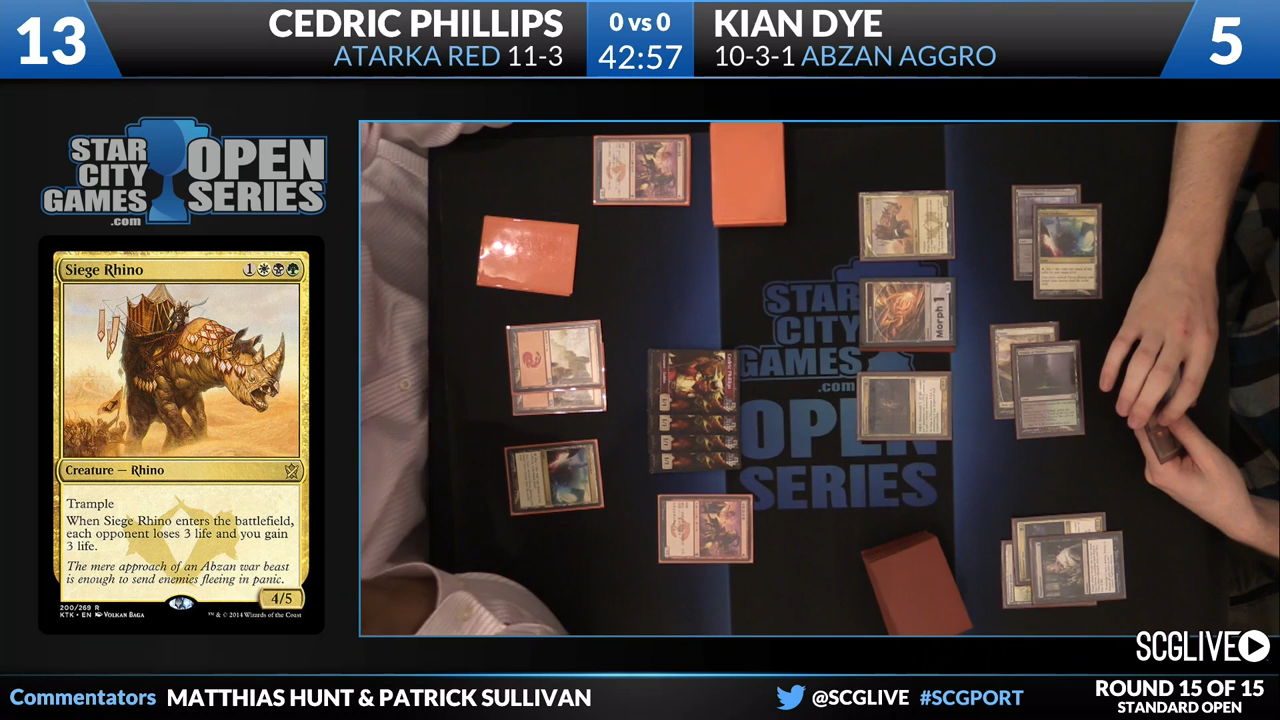 13
CEDRIC PHILLIPS
ATARKA RED 11-3
0 vs 0
42:57
KIAN DYE
10-3-1 ABZAN AGGRO
5
STAR CITY GAMES .com OPEN SERIES
Siege Rhino
Creature — Rhino
Trample
When Siege Rhino enters the battlefield,
each opponent loses 3 life and you gain
3 life.
The mere approach of an Abzan war beast
is enough to send enemies fleeing in panic.
4/5
200/269 R
KTK • EN VOLKAN BAGA
™ & © 2014 Wizards of the Coast
Morph 1
STAR
CITY
GAMES
.com
OPEN
SERIES
SCGLIVE
Commentators MATTHIAS HUNT & PATRICK SULLIVAN
@SCGLIVE #SCGPORT
ROUND 15 OF 15
STANDARD OPEN